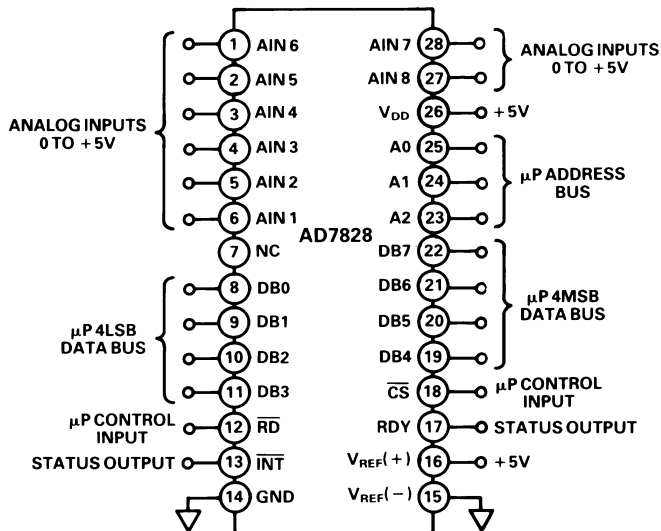 1 AIN 6
2 AIN 5
3 AIN 4
4 AIN 3
5 AIN 2
6 AIN 1
7 NC
8 DB0
9 DB1
10 DB2
11 DB3
12 RD
13 INT
14 GND
ANALOG INPUTS
0 TO +5V
µP 4LSB
DATA BUS
µP CONTROL
INPUT
STATUS OUTPUT
AD7828
AIN 7 28
AIN 8 27
VDD 26 +5V
A0 25
A1 24
A2 23
DB7 22
DB6 21
DB5 20
DB4 19
CS 18
RDY 17 STATUS OUTPUT
VREF(+) 16 +5V
VREF(−) 15
ANALOG INPUTS
0 TO +5V
µP ADDRESS
BUS
µP 4MSB
DATA BUS
µP CONTROL
INPUT